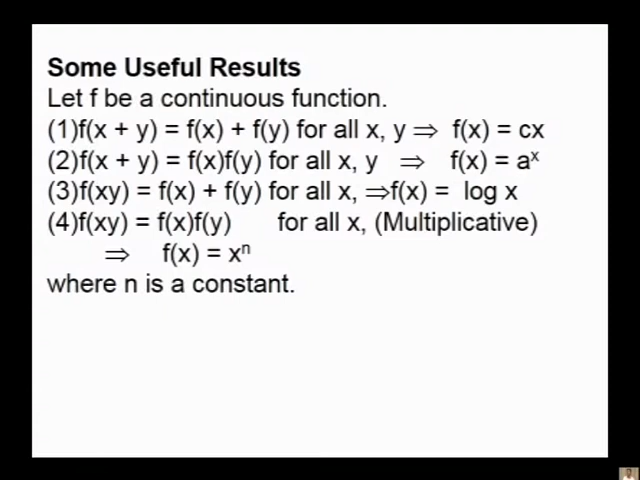 Some Useful Results
Let f be a continuous function.
(1)f(x + y) = f(x) + f(y) for all x, y ⇒ f(x) = cx
(2)f(x + y) = f(x)f(y) for all x, y ⇒ f(x) = aˣ
(3)f(xy) = f(x) + f(y) for all x, ⇒f(x) = log x
(4)f(xy) = f(x)f(y) for all x, (Multiplicative)
⇒ f(x) = xⁿ
where n is a constant.